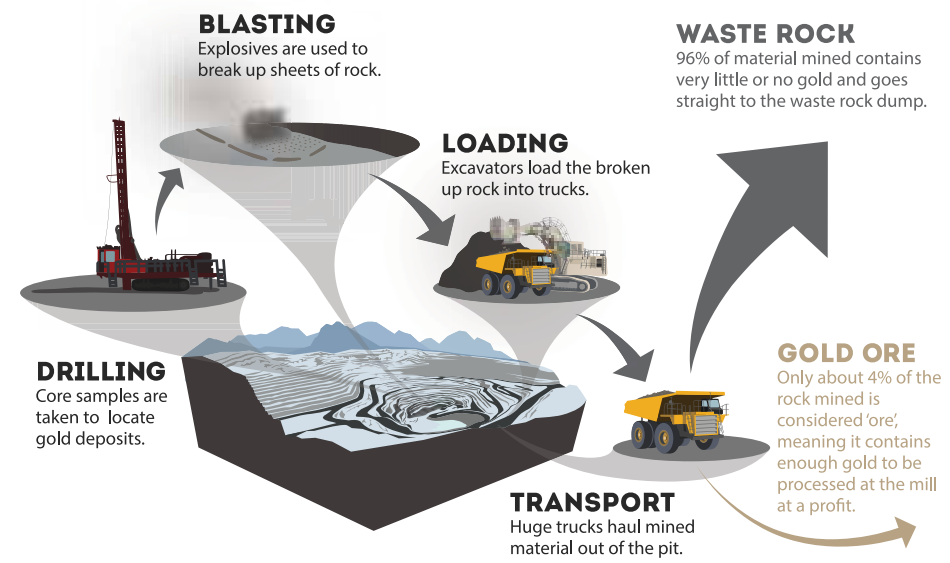 BLASTING
Explosives are used to
break up sheets of rock.
WASTE ROCK
96% of material mined contains
very little or no gold and goes
straight to the waste rock dump.
LOADING
Excavators load the broken
up rock into trucks.
DRILLING
Core samples are
taken to locate
gold deposits.
GOLD ORE
Only about 4% of the
rock mined is
considered ‘ore’,
meaning it contains
enough gold to be
processed at the mill
at a profit.
TRANSPORT
Huge trucks haul mined
material out of the pit.